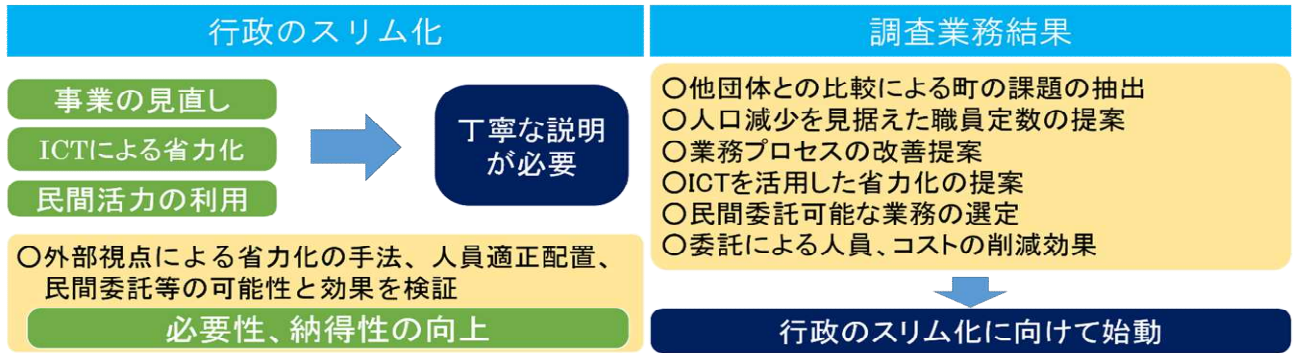 行政のスリム化
事業の見直し
ICTによる省力化
民間活力の利用
丁寧な説明
が必要
〇外部視点による省力化の手法、人員適正配置、
民間委託等の可能性と効果を検証
必要性、納得性の向上
調査業務結果
〇他団体との比較による町の課題の抽出
〇人口減少を見据えた職員定数の提案
〇業務プロセスの改善提案
〇ICTを活用した省力化の提案
〇民間委託可能な業務の選定
〇委託による人員、コストの削減効果
行政のスリム化に向けて始動